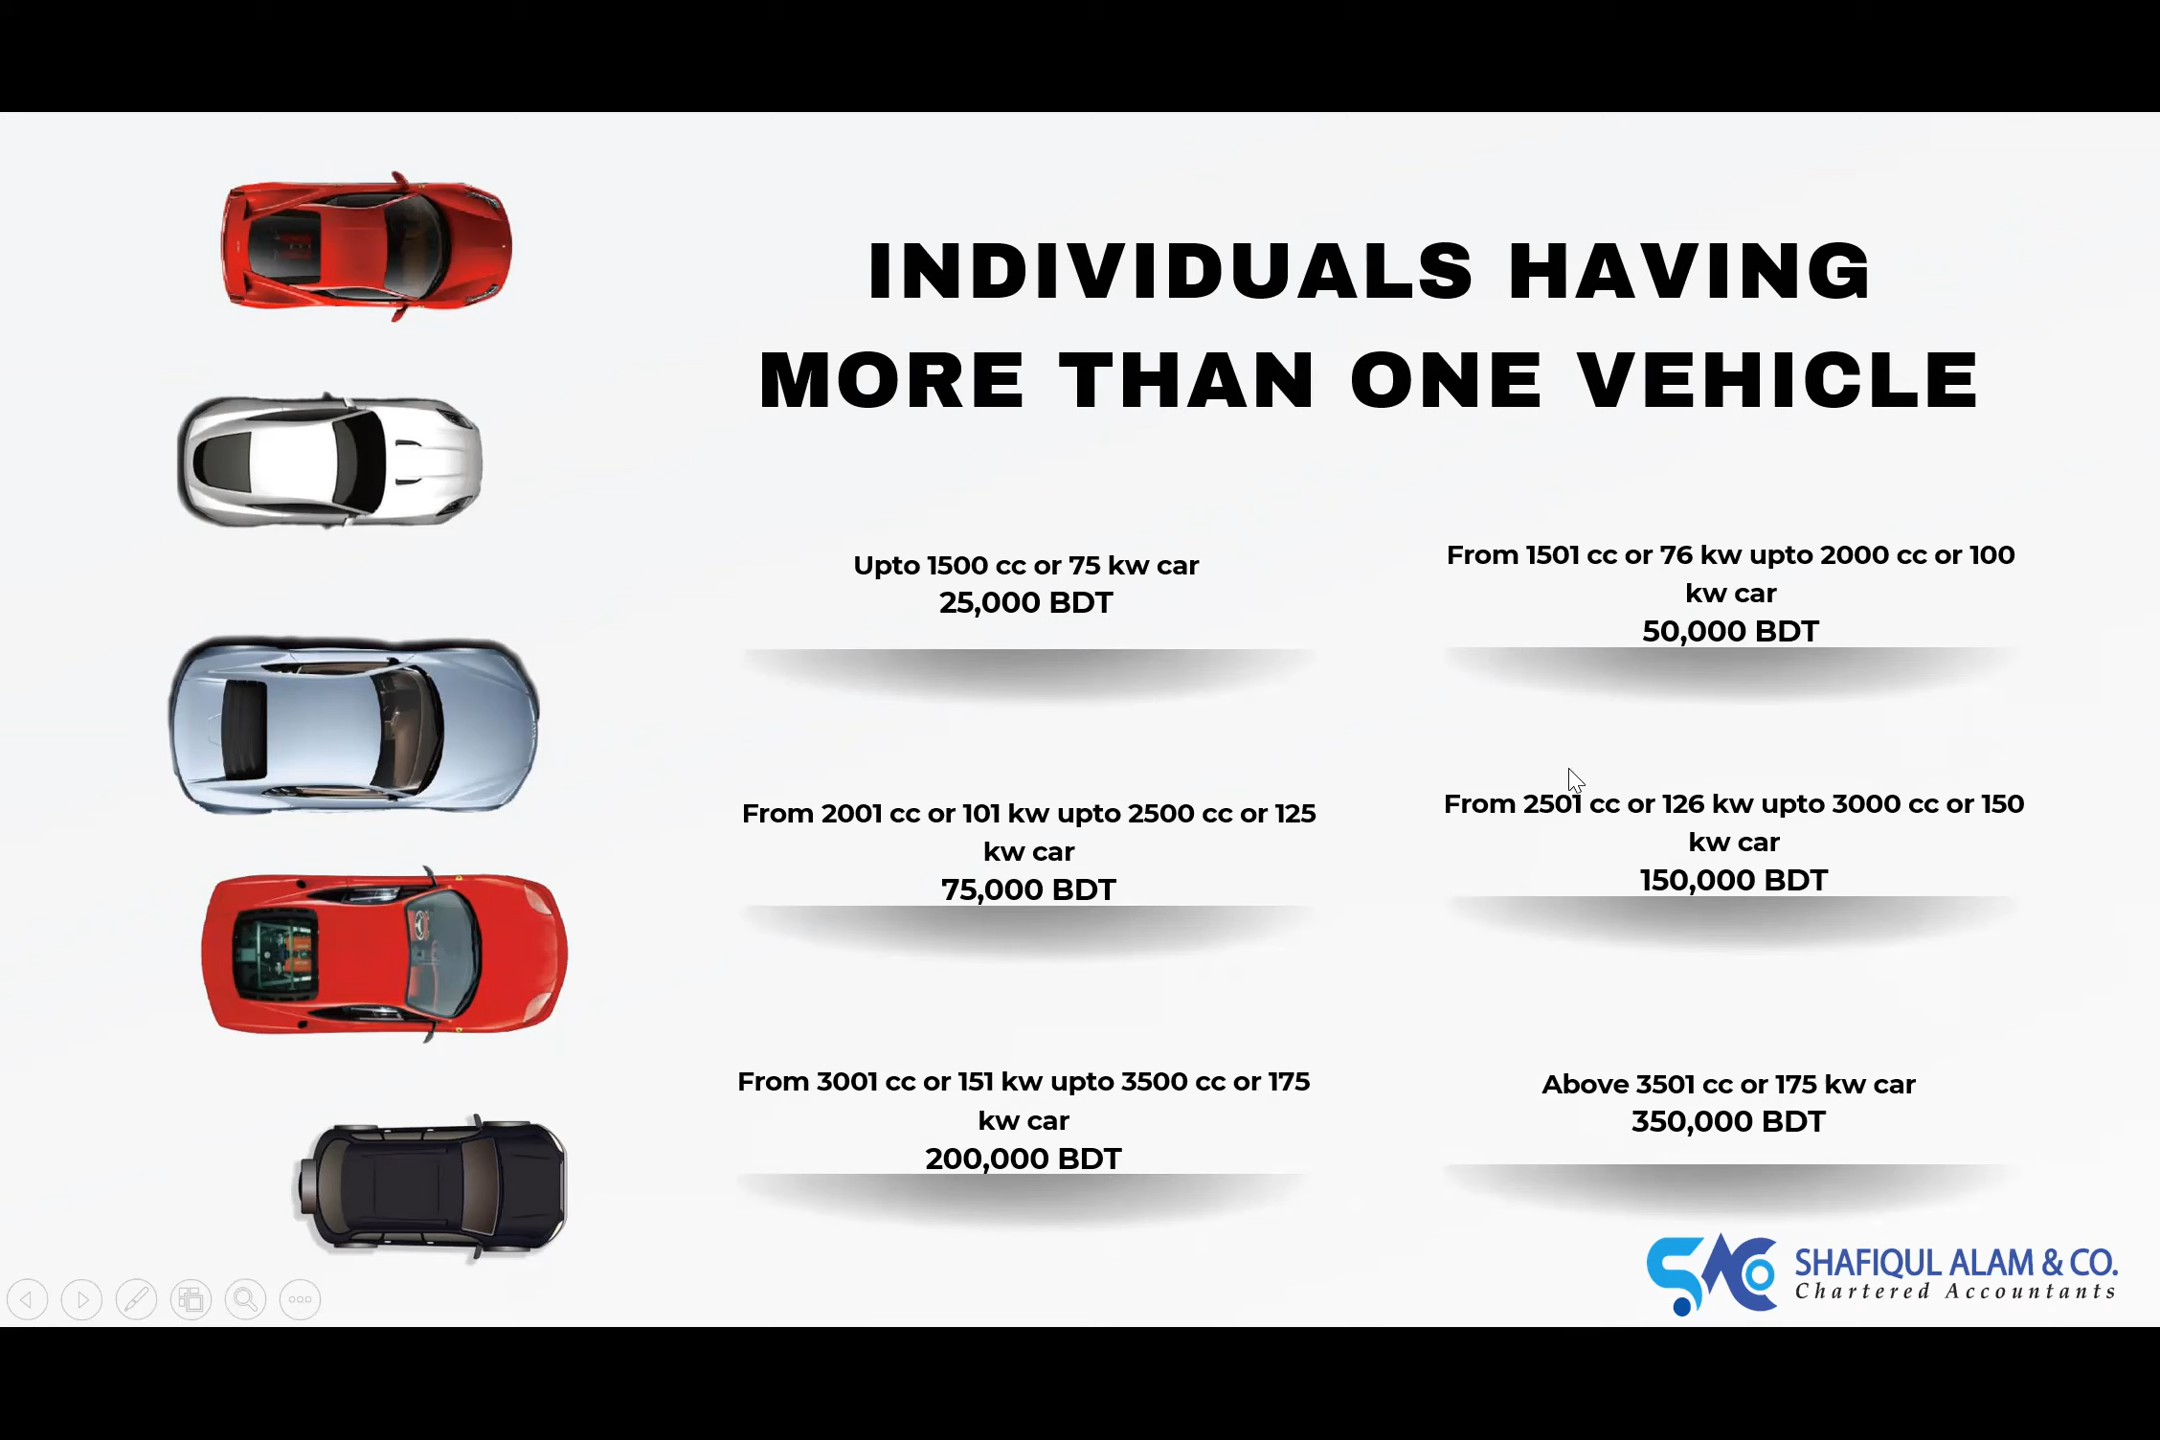 INDIVIDUALS HAVING
MORE THAN ONE VEHICLE
Upto 1500 cc or 75 kw car
25,000 BDT
From 1501 cc or 76 kw upto 2000 cc or 100
kw car
50,000 BDT
From 2001 cc or 101 kw upto 2500 cc or 125
kw car
75,000 BDT
From 2501 cc or 126 kw upto 3000 cc or 150
kw car
150,000 BDT
From 3001 cc or 151 kw upto 3500 cc or 175
kw car
200,000 BDT
Above 3501 cc or 175 kw car
350,000 BDT
SHAFIQUL ALAM & CO.
Chartered Accountants